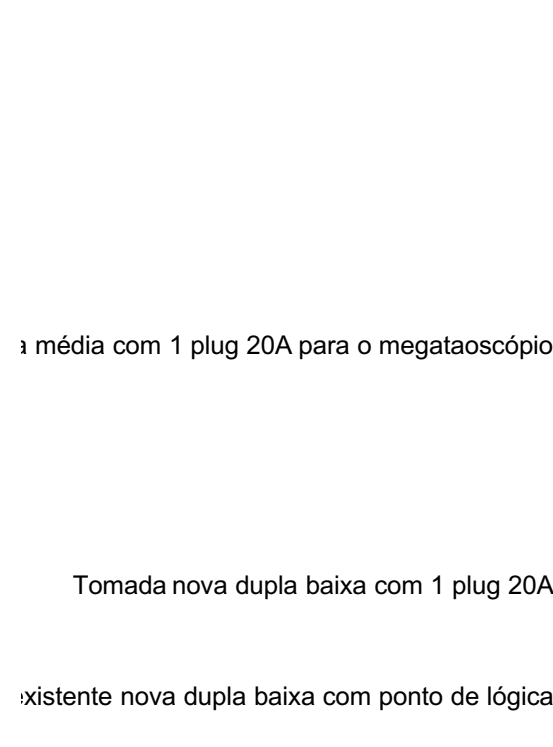 média com 1 plug 20A para o megataoscópio
Tomada nova dupla baixa com 1 plug 20A
nova dupla baixa com ponto de lógica